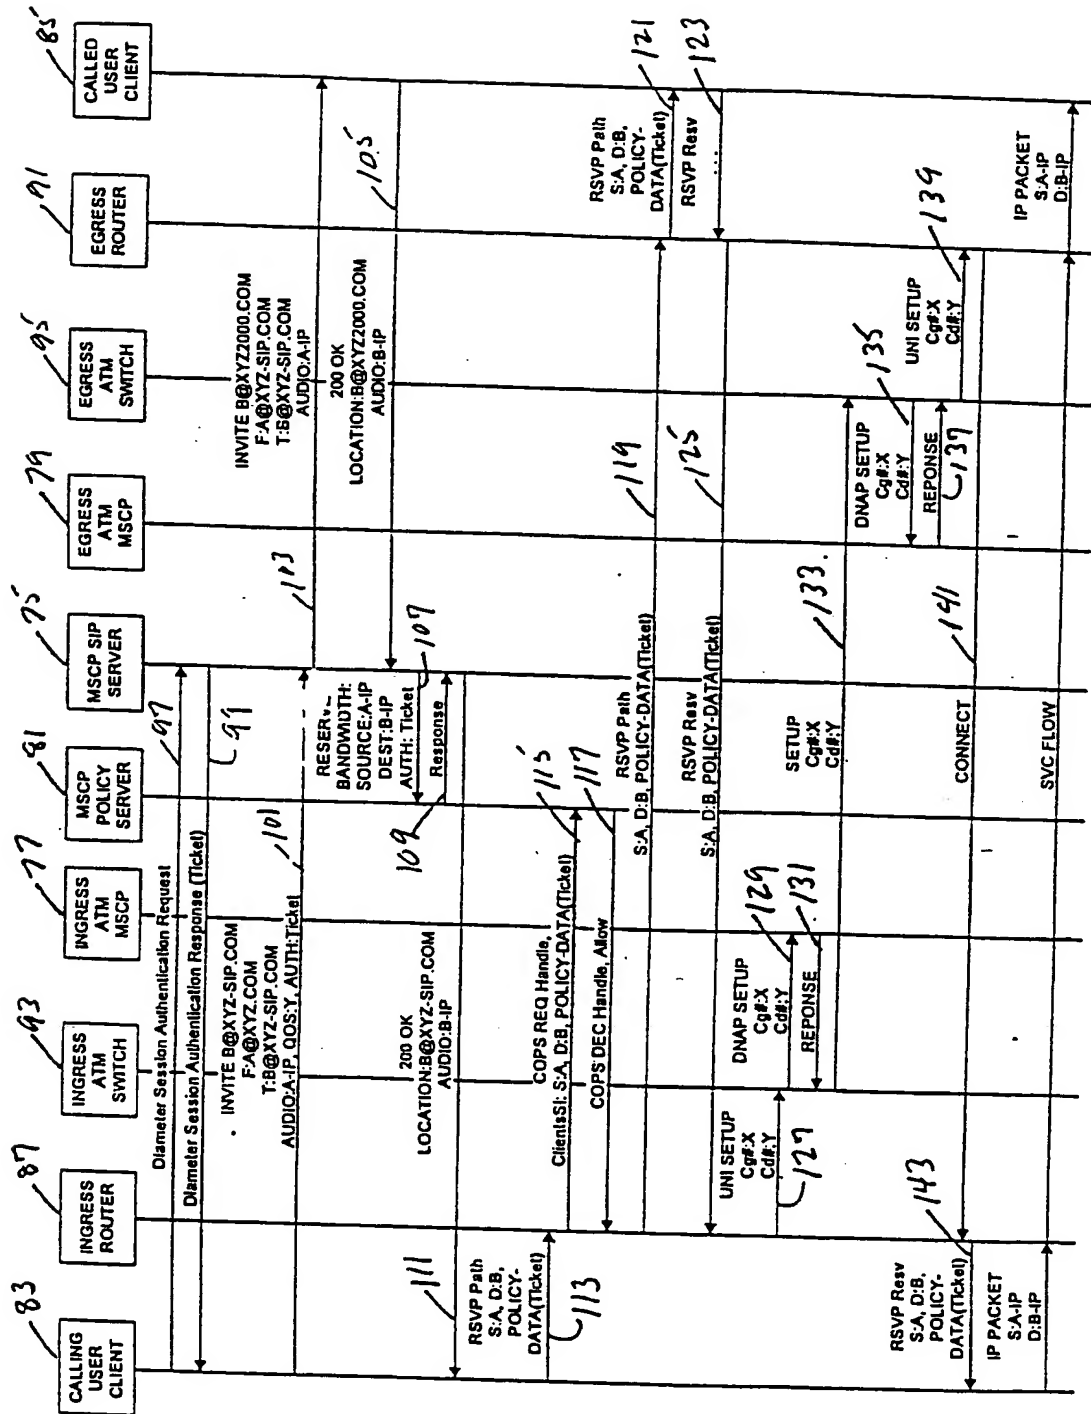 83
CALLING
USER
CLIENT
87
INGRESS
ROUTER
93
INGRESS
ATM
SWITCH
77
INGRESS
ATM
MSCP
81
MSCP
POLICY
SERVER
75
MSCP SIP
SERVER
79
EGRESS
ATM
MSCP
95
EGRESS
ATM
SWITCH
91
EGRESS
ROUTER
85
CALLED
USER
CLIENT
Diameter Session Authentication Request
97
Diameter Session Authentication Response (Ticket)
99
INVITE B@XYZ-SIP.COM
F:A@XYZ.COM
T:B@XYZ-SIP.COM
AUDIO:A-IP, QOS:Y, AUTH:Ticket
101
103
INVITE B@XYZ2000.COM
F:A@XYZ-SIP.COM
T:B@XYZ-SIP.COM
AUDIO:A-IP
200 OK
LOCATION:B@XYZ2000.COM
AUDIO:B-IP
105
RESERVE
BANDWIDTH:
SOURCE:A-IP
DEST:B-IP
AUTH: Ticket
107
Response
109
200 OK
LOCATION:B@XYZ-SIP.COM
AUDIO:B-IP
111
RSVP Path
S:A, D:B,
POLICY-
DATA(Ticket)
113
COPS REQ Handle,
ClientsSI: S:A, D:B, POLICY-DATA(Ticket)
115
COPS DEC Handle, Allow
117
RSVP Path
S:A, D:B, POLICY-DATA(Ticket)
119
RSVP Path
S:A, D:B,
POLICY-
DATA(Ticket)
121
RSVP Resv
...
123
RSVP Resv
S:A, D:B, POLICY-DATA(Ticket)
125
UNI SETUP
Cg#:X
Cd#:Y
127
DNAP SETUP
Cg#:X
Cd#:Y
129
REPONSE
131
SETUP
Cg#:X
Cd#:Y
133
DNAP SETUP
Cg#:X
Cd#:Y
135
REPONSE
137
UNI SETUP
Cg#:X
Cd#:Y
139
CONNECT
141
RSVP Resv
S:A, D:B,
POLICY-
DATA(Ticket)
143
IP PACKET
S:A-IP
D:B-IP
SVC FLOW
IP PACKET
S:A-IP
D:B-IP